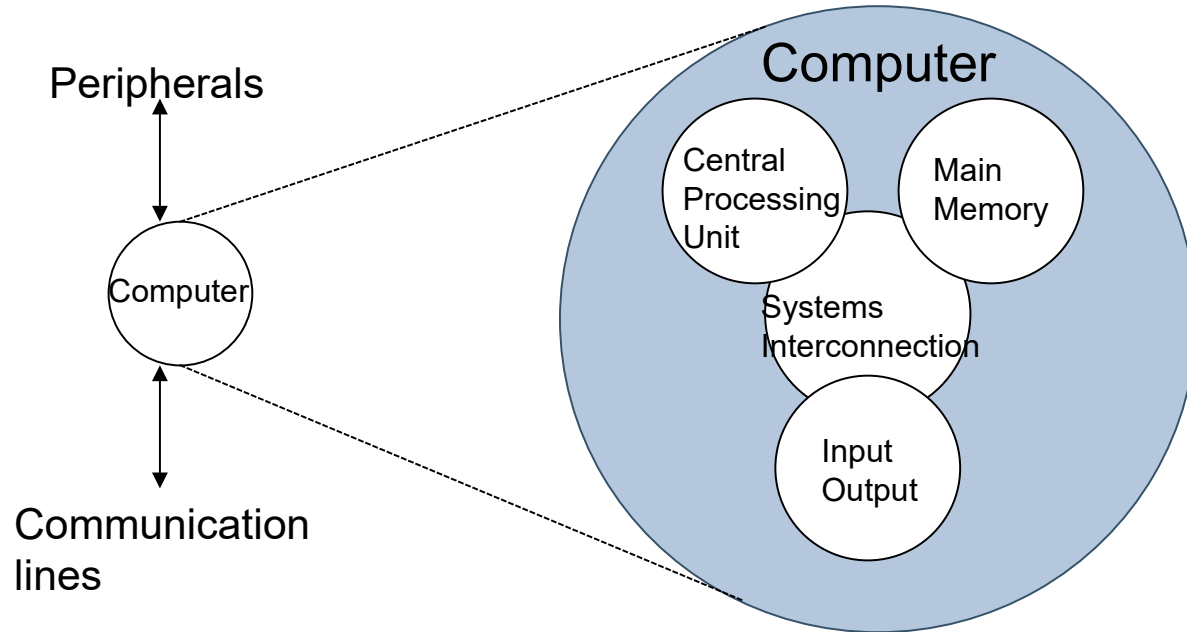 Peripherals
Computer
Communication
lines
Computer
Central
Processing
Unit
Main
Memory
Systems
Interconnection
Input
Output